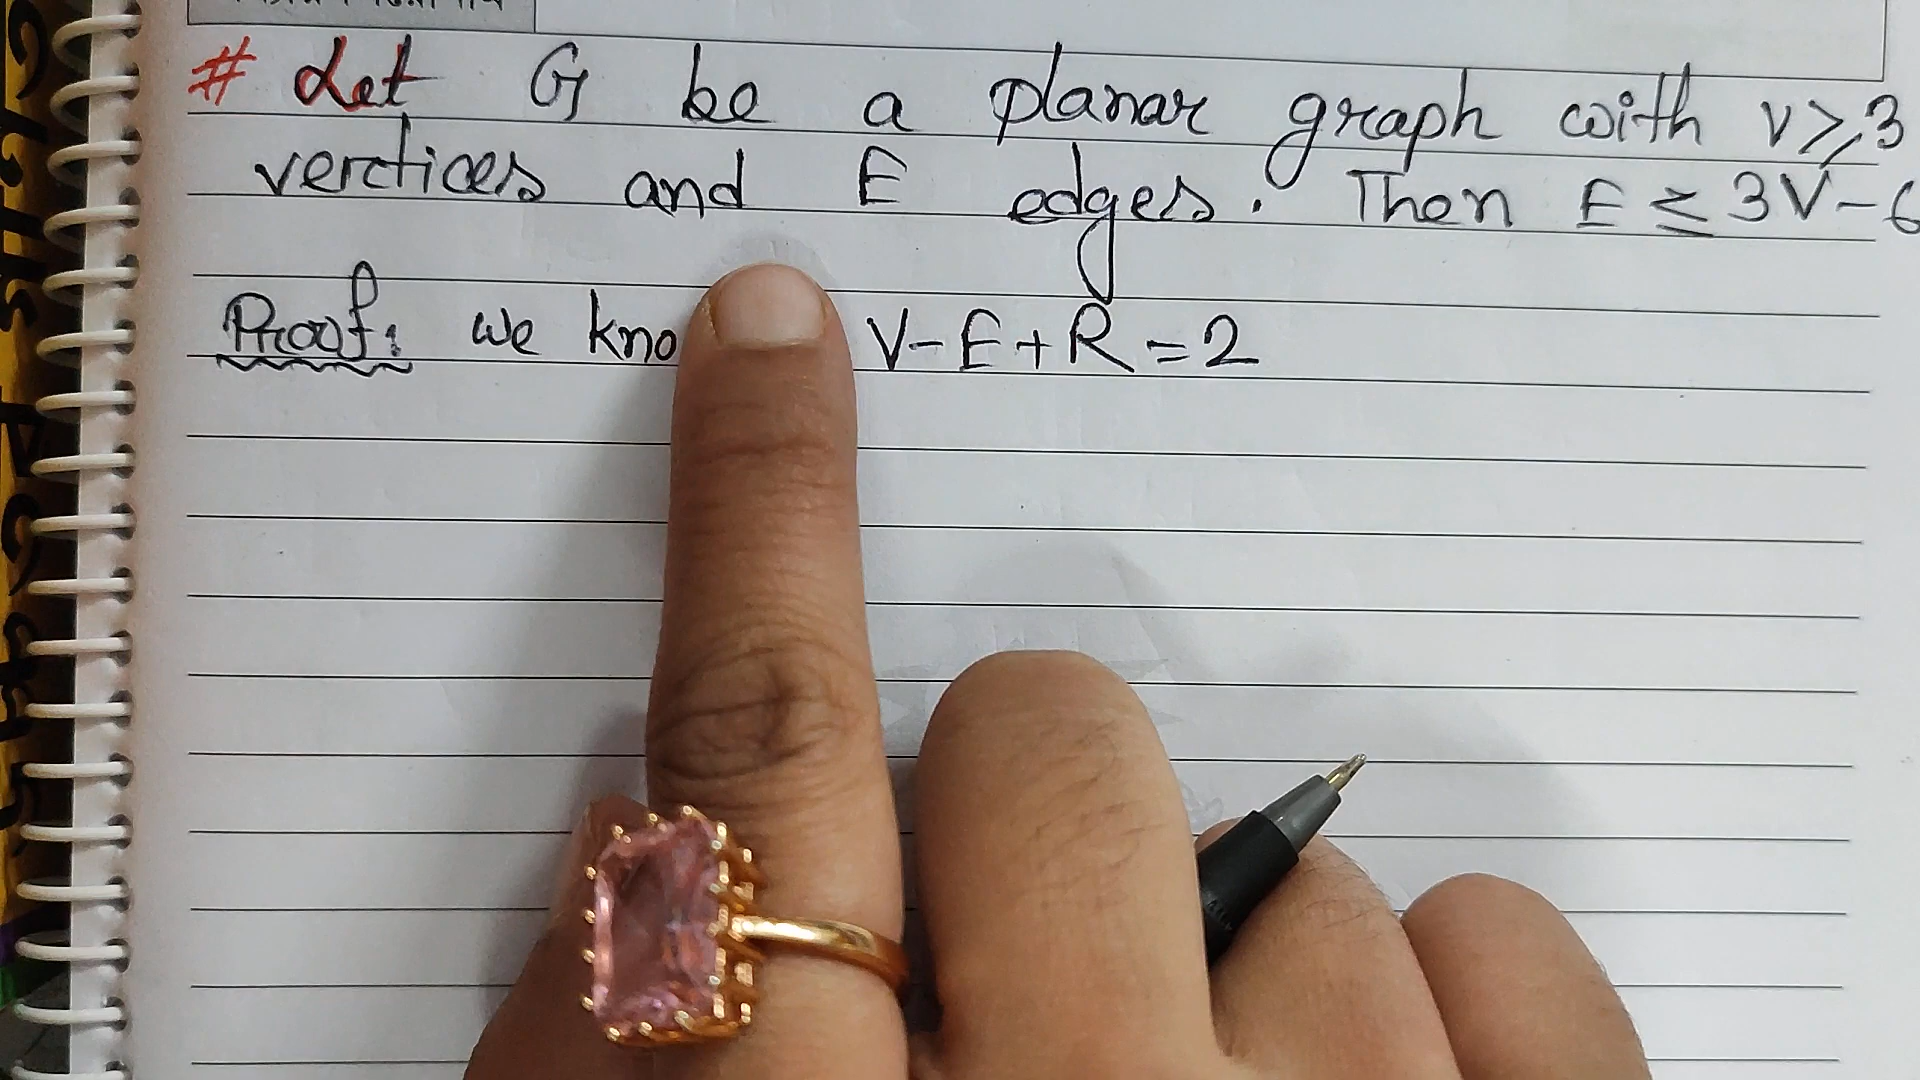 # Let G be a planar graph with v≥3
vertices and E edges. Then E ≤ 3V-6
Proof: we kno V-E+R=2